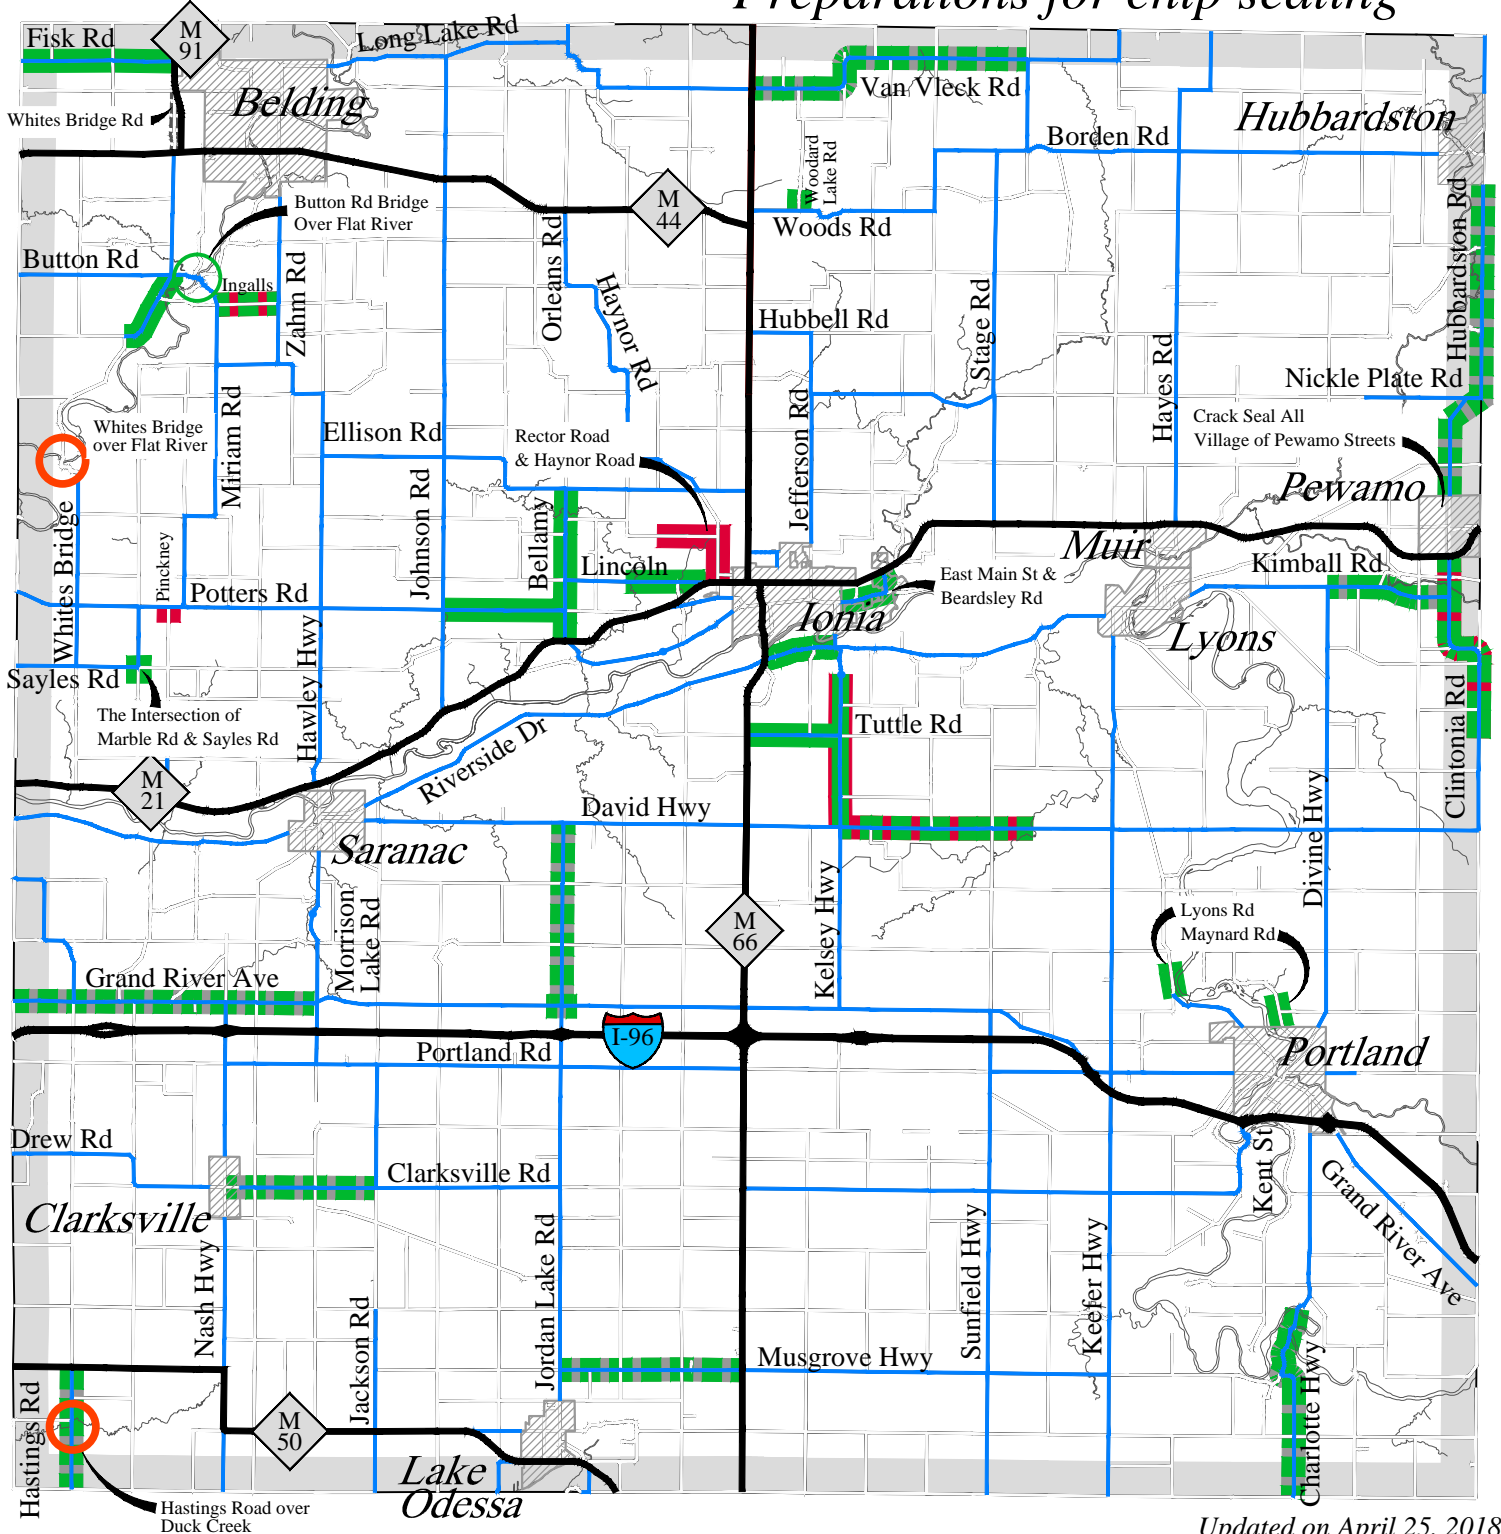 Preparations for chip sealing
Fisk Rd
M
91
Long Lake Rd
Van Vleck Rd
Belding
Whites Bridge Rd
Hubbardston
Borden Rd
Woodard
Lake Rd
Button Rd Bridge
Over Flat River
M
44
Woods Rd
Hubbardston Rd
Button Rd
Ingalls
Zahm Rd
Orleans Rd
Haynor Rd
Hubbell Rd
Stage Rd
Hayes Rd
Nickle Plate Rd
Miriam Rd
Jefferson Rd
Crack Seal All
Village of Pewamo Streets
Whites Bridge
over Flat River
Ellison Rd
Rector Road
& Haynor Road
Johnson Rd
Pewamo
Whites Bridge
Pinckney
Bellamy
Lincoln
Muir
Kimball Rd
Potters Rd
East Main St &
Beardsley Rd
Ionia
Lyons
Sayles Rd
Hawley Hwy
The Intersection of
Marble Rd & Sayles Rd
Clintonia Rd
Tuttle Rd
Riverside Dr
M
21
David Hwy
Divine Hwy
Saranac
Morrison
Lake Rd
Kelsey Hwy
M
66
Lyons Rd
Maynard Rd
Grand River Ave
I-96
Portland Rd
Portland
Drew Rd
Clarksville Rd
Kent St
Grand River Ave
Clarksville
Nash Hwy
Jordan Lake Rd
Sunfield Hwy
Keefer Hwy
Jackson Rd
Musgrove Hwy
Charlotte Hwy
Hastings Rd
M
50
Lake
Odessa
Hastings Road over
Duck Creek
Updated on April 25, 2018